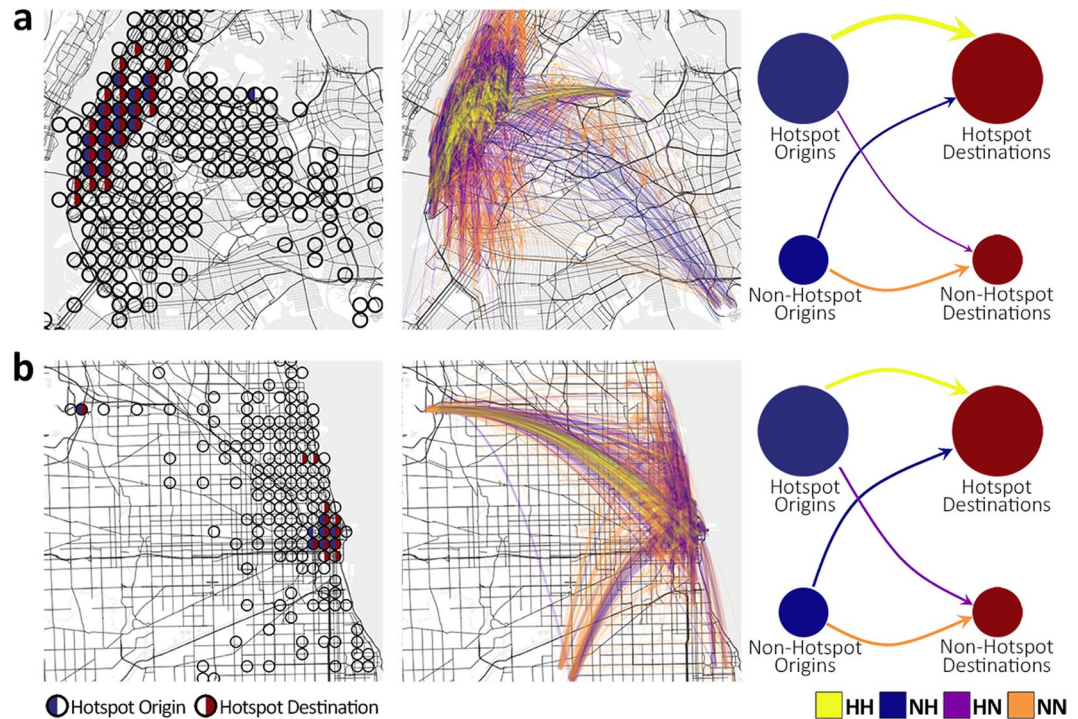 a
Hotspot
Origins
Hotspot
Destinations
Non-Hotspot
Origins
Non-Hotspot
Destinations
b
Hotspot
Origins
Hotspot
Destinations
Non-Hotspot
Origins
Non-Hotspot
Destinations
Hotspot Origin
Hotspot Destination
HH
NH
HN
NN